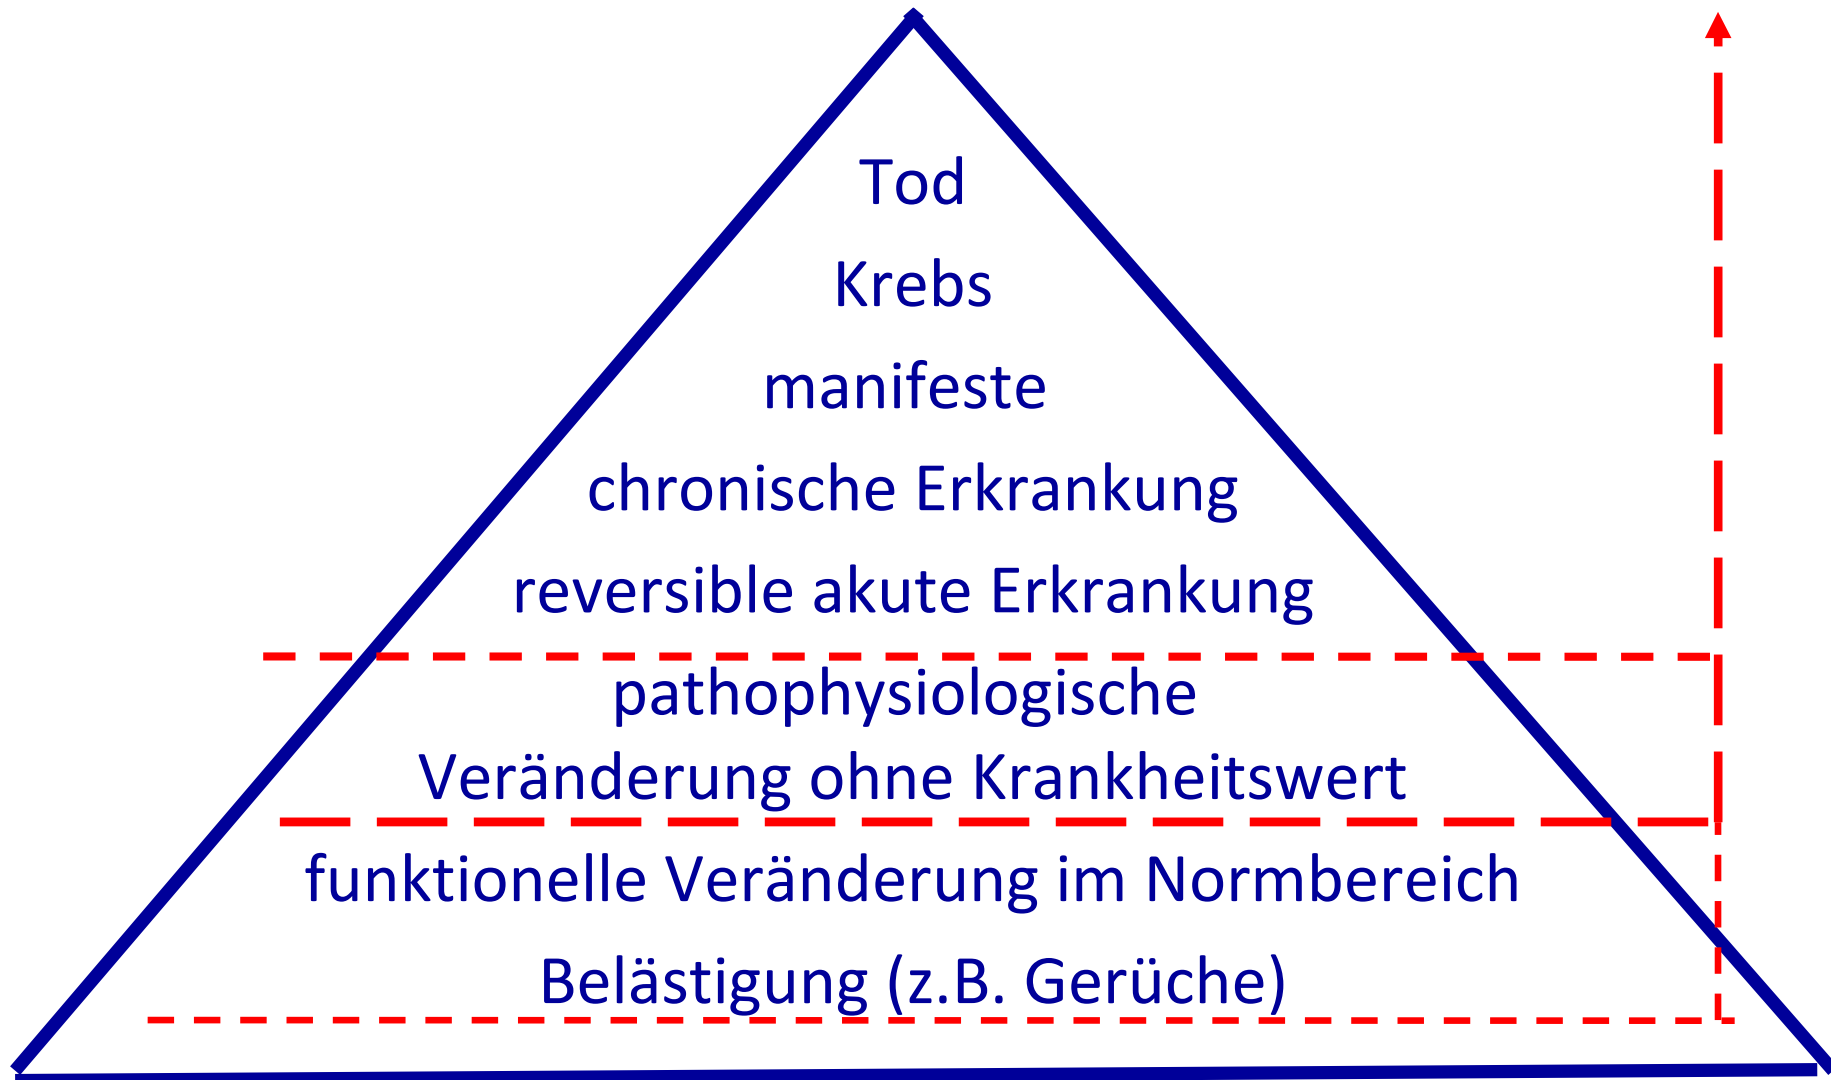 Tod
Krebs
manifeste
chronische Erkrankung
reversible akute Erkrankung
pathophysiologische
Veränderung ohne Krankheitswert
funktionelle Veränderung im Normbereich
Belästigung (z.B. Gerüche)